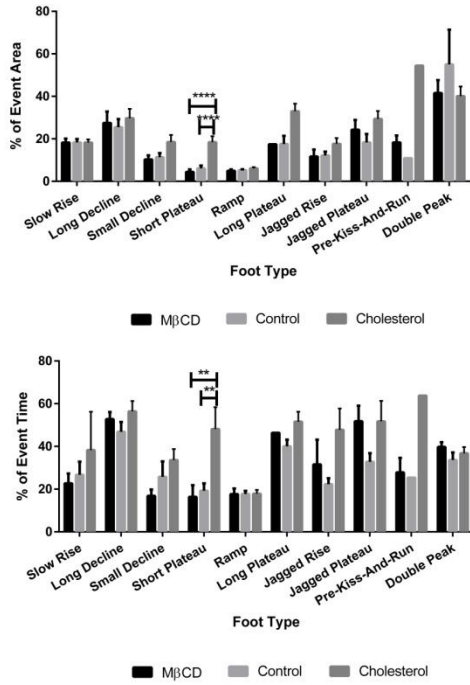 % of Event Area
60
40
20
0
****
****
Slow Rise
Long Decline
Small Decline
Short Plateau
Ramp
Long Plateau
Jagged Rise
Jagged Plateau
Pre-Kiss-And-Run
Double Peak
Foot Type
MβCD Control Cholesterol
% of Event Time
80
60
40
20
0
**
**
Slow Rise
Long Decline
Small Decline
Short Plateau
Ramp
Long Plateau
Jagged Rise
Jagged Plateau
Pre-Kiss-And-Run
Double Peak
Foot Type
MβCD Control Cholesterol